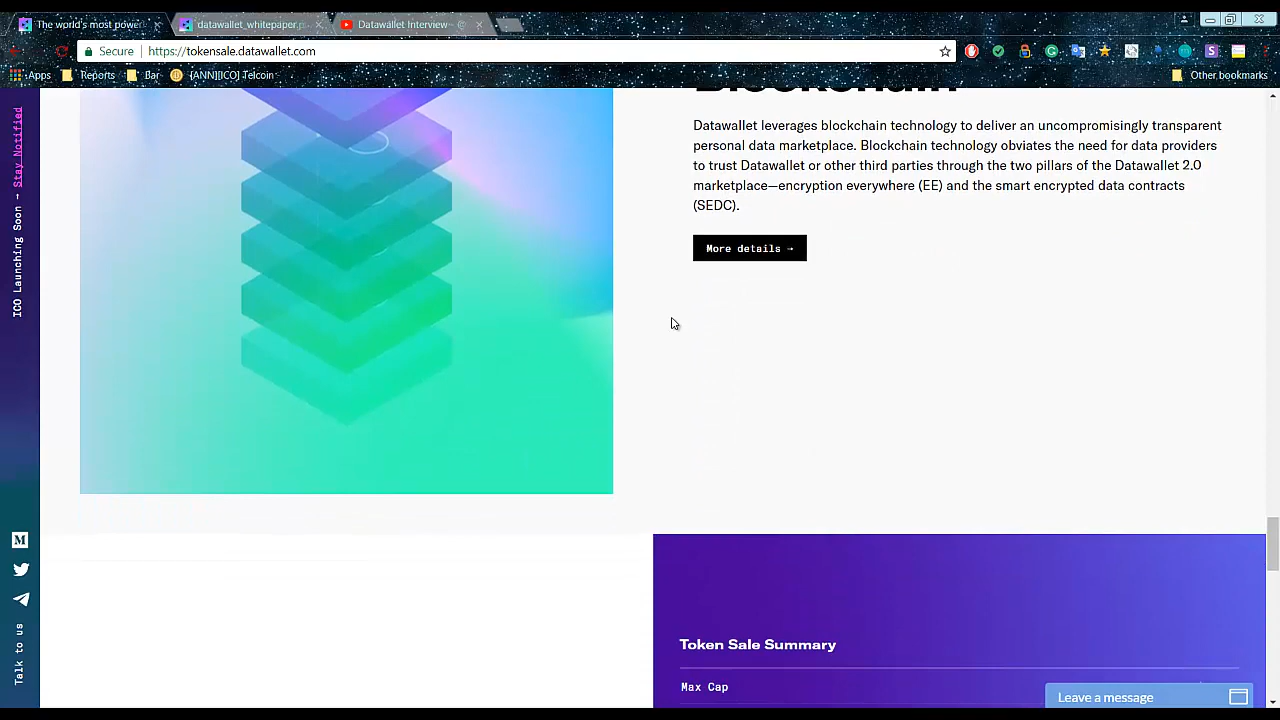 The world's most power
datawallet_whitepaper.p
Datawallet Interview -
Secure
https://tokensale.datawallet.com
Apps
Reports
Bar
[ANN][ICO] Telcoin
Other bookmarks
ICO Launching Soon → Stay Notified
Blockchain
Datawallet leverages blockchain technology to deliver an uncompromisingly transparent
personal data marketplace. Blockchain technology obviates the need for data providers
to trust Datawallet or other third parties through the two pillars of the Datawallet 2.0
marketplace—encryption everywhere (EE) and the smart encrypted data contracts
(SEDC).
More details →
Talk to us
Token Sale Summary
Max Cap
Leave a message